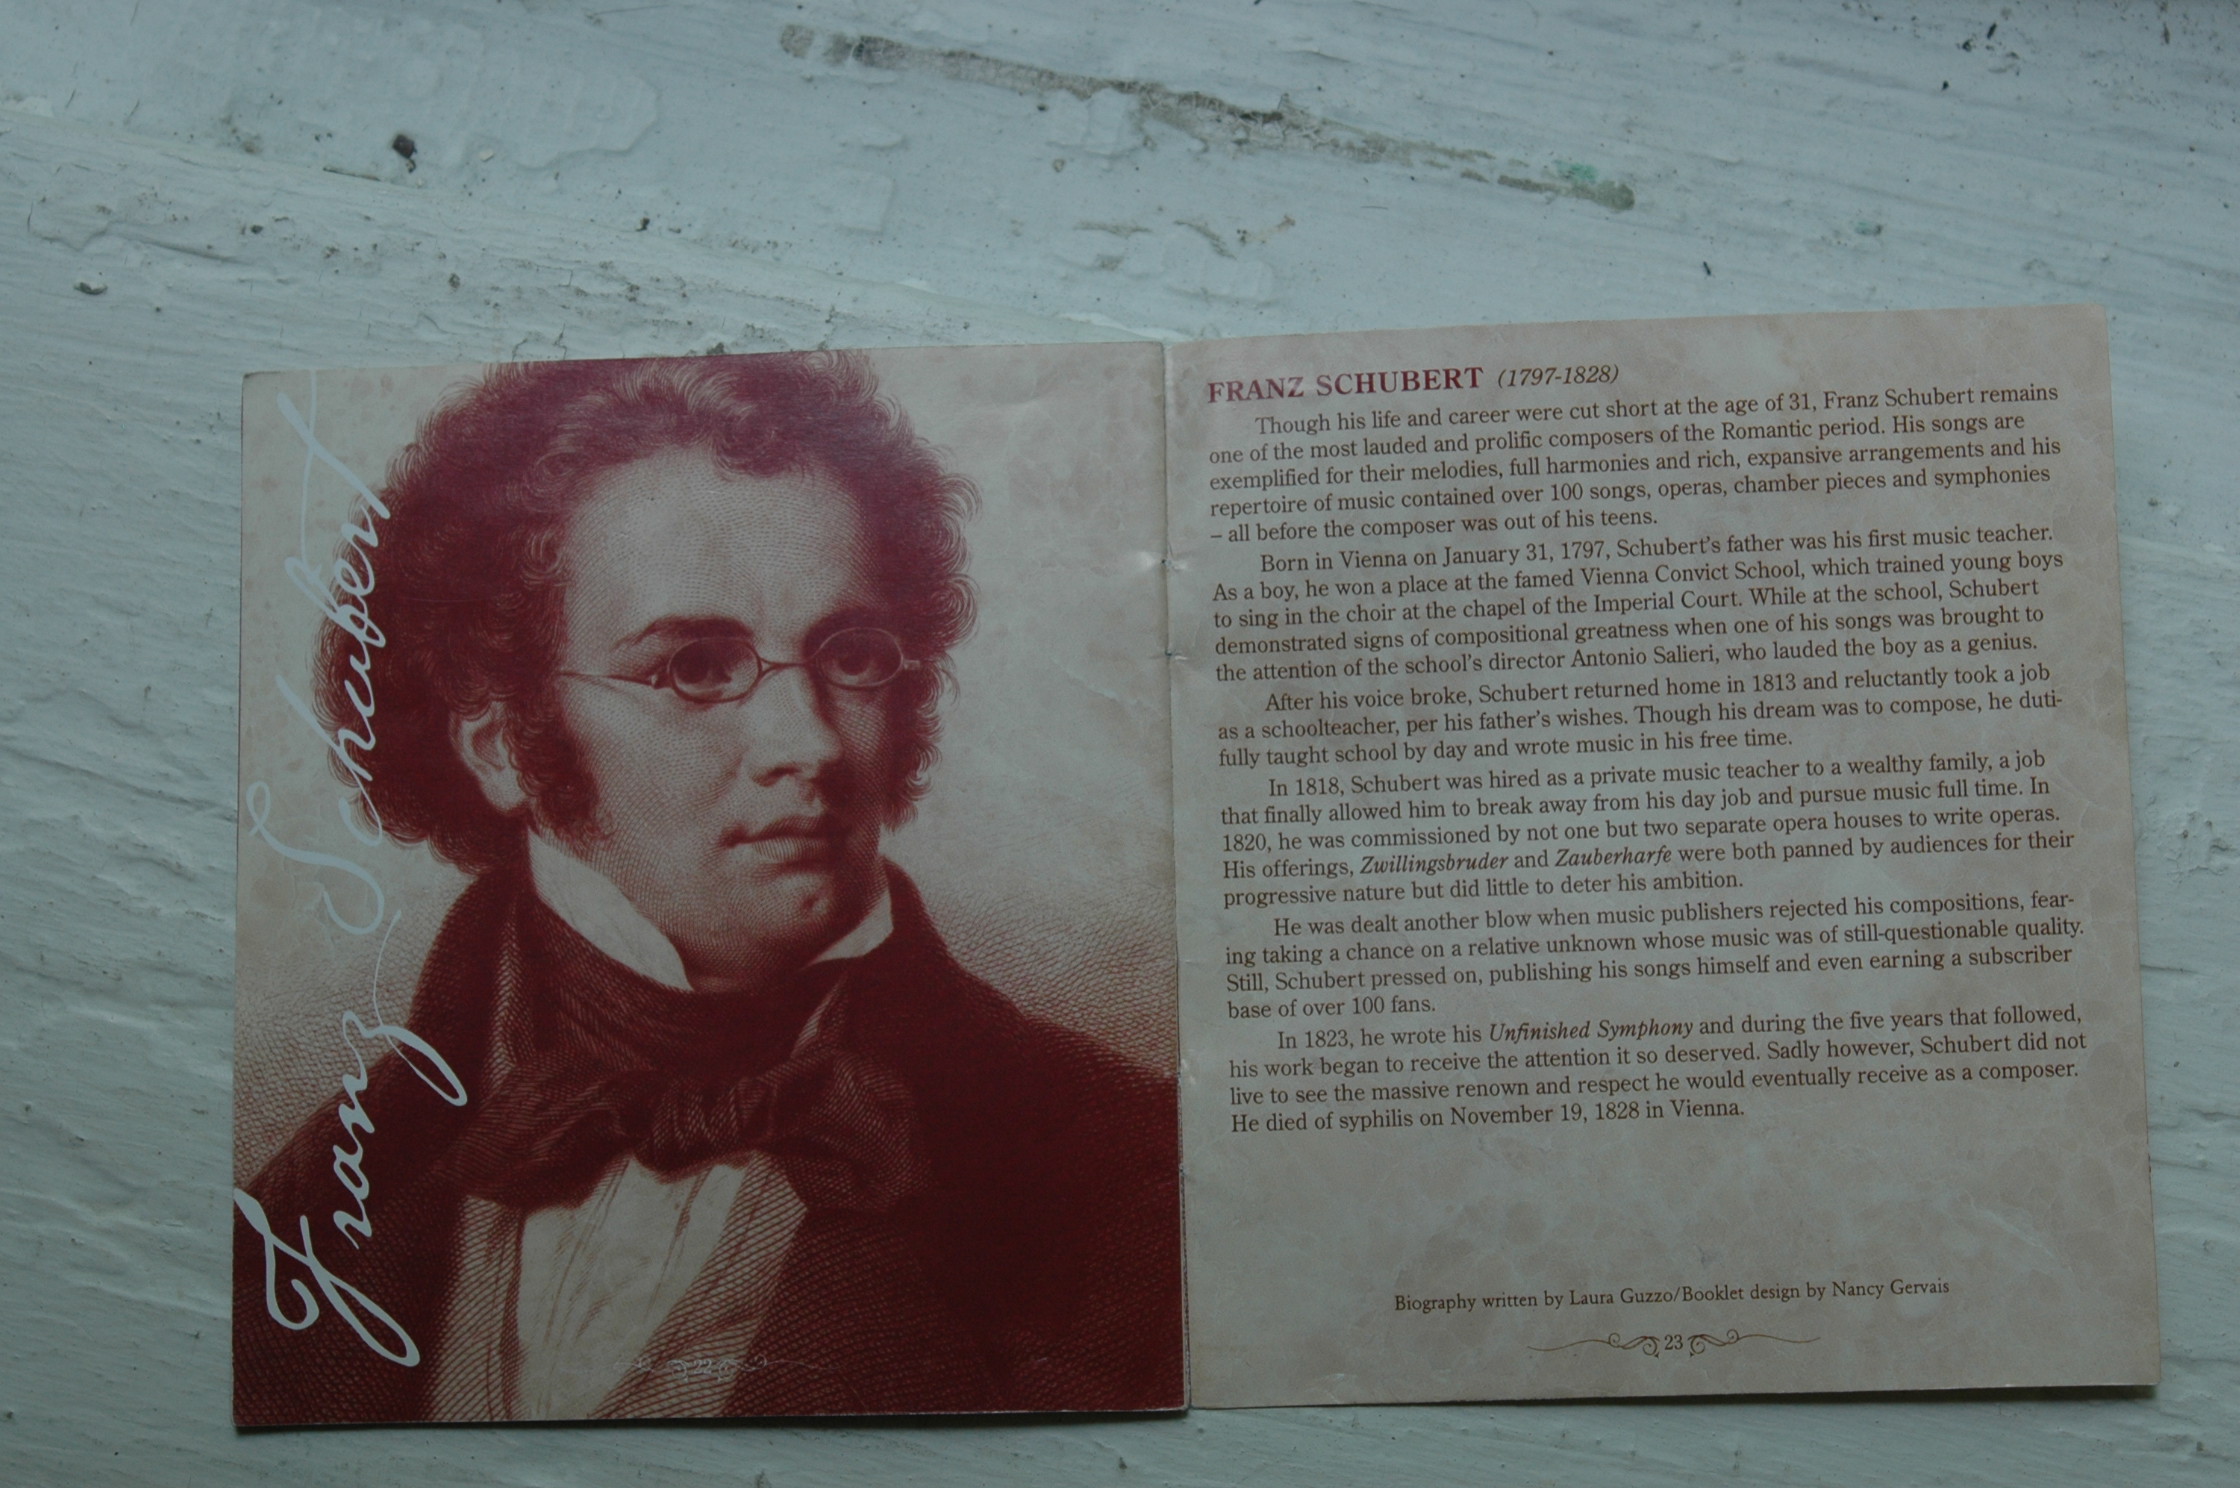 Franz Schubert
22
FRANZ SCHUBERT (1797-1828)
Though his life and career were cut short at the age of 31, Franz Schubert remains
one of the most lauded and prolific composers of the Romantic period. His songs are
exemplified for their melodies, full harmonies and rich, expansive arrangements and his
repertoire of music contained over 100 songs, operas, chamber pieces and symphonies
– all before the composer was out of his teens.
Born in Vienna on January 31, 1797, Schubert's father was his first music teacher.
As a boy, he won a place at the famed Vienna Convict School, which trained young boys
to sing in the choir at the chapel of the Imperial Court. While at the school, Schubert
demonstrated signs of compositional greatness when one of his songs was brought to
the attention of the school's director Antonio Salieri, who lauded the boy as a genius.
After his voice broke, Schubert returned home in 1813 and reluctantly took a job
as a schoolteacher, per his father's wishes. Though his dream was to compose, he duti-
fully taught school by day and wrote music in his free time.
In 1818, Schubert was hired as a private music teacher to a wealthy family, a job
that finally allowed him to break away from his day job and pursue music full time. In
1820, he was commissioned by not one but two separate opera houses to write operas.
His offerings, Zwillingsbruder and Zauberharfe were both panned by audiences for their
progressive nature but did little to deter his ambition.
He was dealt another blow when music publishers rejected his compositions, fear-
ing taking a chance on a relative unknown whose music was of still-questionable quality.
Still, Schubert pressed on, publishing his songs himself and even earning a subscriber
base of over 100 fans.
In 1823, he wrote his Unfinished Symphony and during the five years that followed,
his work began to receive the attention it so deserved. Sadly however, Schubert did not
live to see the massive renown and respect he would eventually receive as a composer.
He died of syphilis on November 19, 1828 in Vienna.
Biography written by Laura Guzzo/Booklet design by Nancy Gervais
23